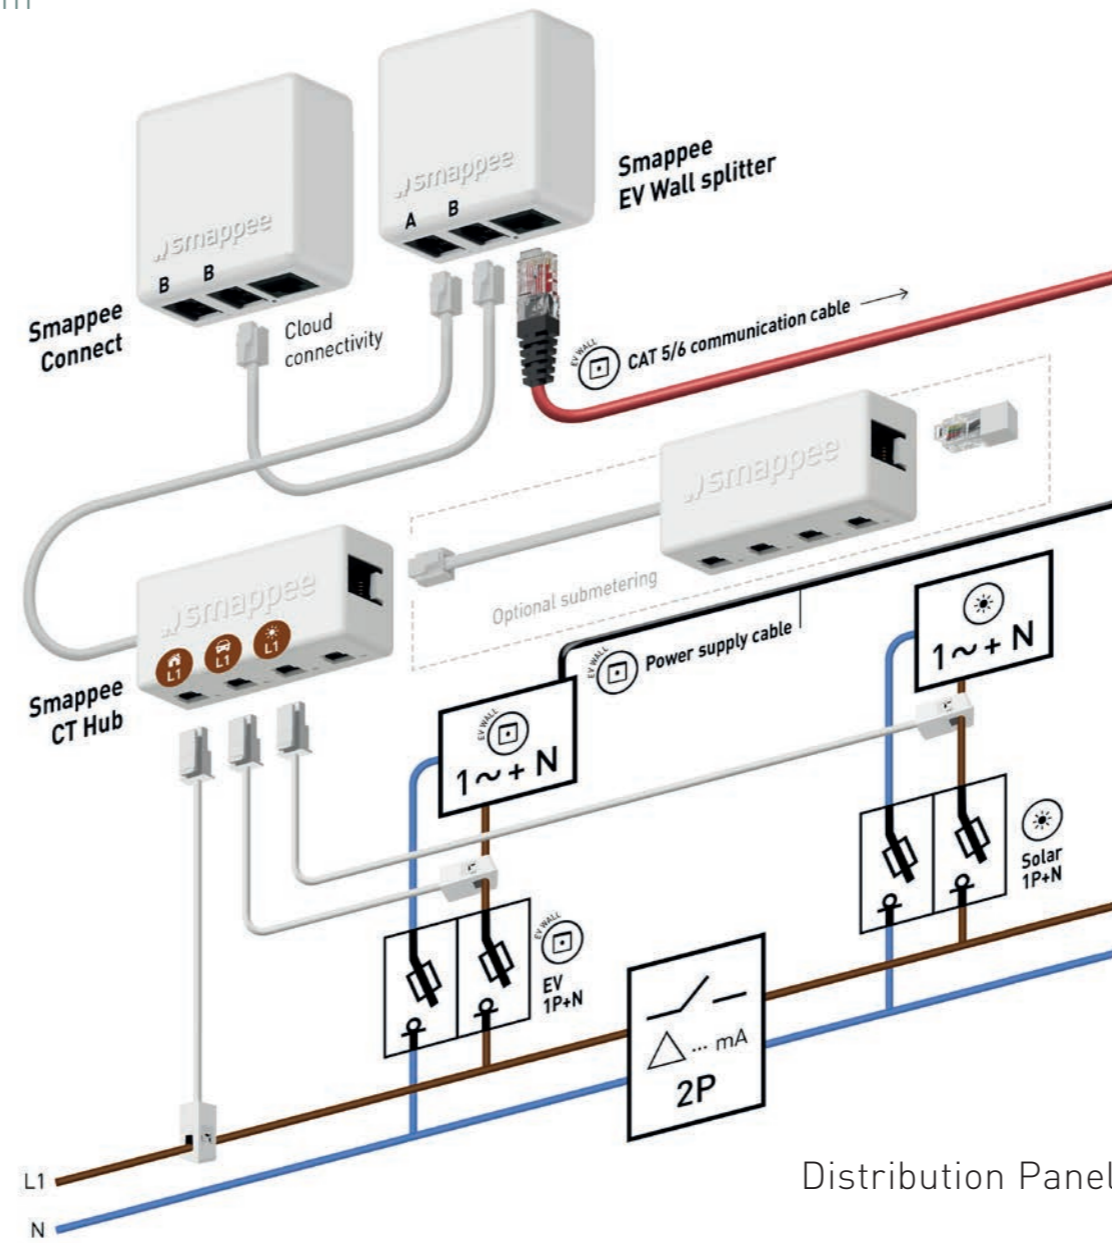 smappee
Smappee
EV Wall splitter
A B
smappee
B B
Smappee
Connect
Cloud
connectivity
EV WALL
CAT 5/6 communication cable
smappee
Optional submetering
smappee
L1
L1
L1
Smappee
CT Hub
EV WALL
Power supply cable
1~+ N
EV WALL
1~+ N
Solar
1P+N
EV WALL
EV
1P+N
... mA
2P
L1
N
Distribution Panel